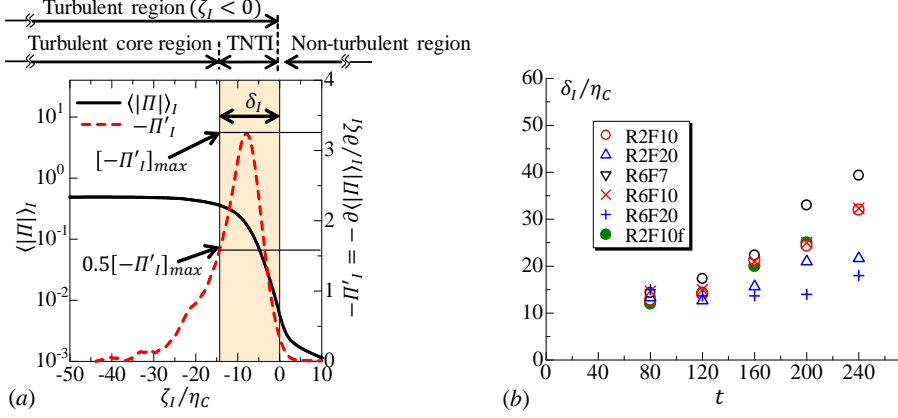 Turbulent region (ζ_I < 0)
Turbulent core region TNTI Non-turbulent region
⟨|Π|⟩_I
−Π′_I
δ_I
[−Π′_I]_max
0.5[−Π′_I]_max
10^1
10^0
10^-1
10^-2
10^-3
⟨|Π|⟩_I
4
3
2
1
0
−Π′_I = −∂⟨|Π|⟩_I/∂ζ_I
-50 -40 -30 -20 -10 0 10
ζ_I/η_C
(a)
δ_I/η_C
R2F10
R2F20
R6F7
R6F10
R6F20
R2F10f
60
50
40
30
20
10
0
0 40 80 120 160 200 240
t
(b)